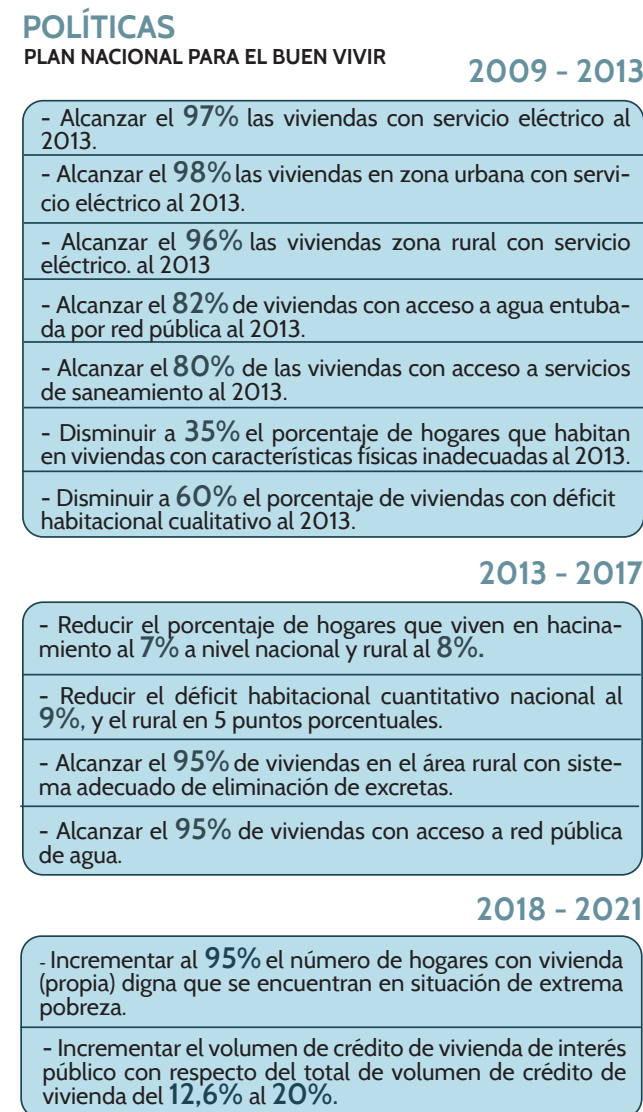 POLÍTICAS
PLAN NACIONAL PARA EL BUEN VIVIR
2009 - 2013
- Alcanzar el 97% las viviendas con servicio eléctrico al
2013.
- Alcanzar el 98% las viviendas en zona urbana con servi-
cio eléctrico al 2013.
- Alcanzar el 96% las viviendas zona rural con servicio
eléctrico. al 2013
- Alcanzar el 82% de viviendas con acceso a agua entuba-
da por red pública al 2013.
- Alcanzar el 80% de las viviendas con acceso a servicios
de saneamiento al 2013.
- Disminuir a 35% el porcentaje de hogares que habitan
en viviendas con características físicas inadecuadas al 2013.
- Disminuir a 60% el porcentaje de viviendas con déficit
habitacional cualitativo al 2013.
2013 - 2017
- Reducir el porcentaje de hogares que viven en hacina-
miento al 7% a nivel nacional y rural al 8%.
- Reducir el déficit habitacional cuantitativo nacional al
9%, y el rural en 5 puntos porcentuales.
- Alcanzar el 95% de viviendas en el área rural con siste-
ma adecuado de eliminación de excretas.
- Alcanzar el 95% de viviendas con acceso a red pública
de agua.
2018 - 2021
- Incrementar al 95% el número de hogares con vivienda
(propia) digna que se encuentran en situación de extrema
pobreza.
- Incrementar el volumen de crédito de vivienda de interés
público con respecto del total de volumen de crédito de
vivienda del 12,6% al 20%.